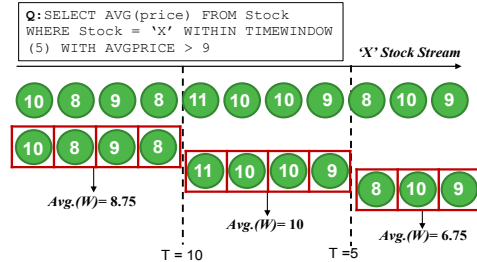 Q:SELECT AVG(price) FROM Stock
WHERE Stock = ‘X’ WITHIN TIMEWINDOW
(5) WITH AVGPRICE > 9
‘X’ Stock Stream
10 8 9 8 11 10 10 10 9 8 10 9
10 8 9 8
11 10 10 9
8 10 9
Avg.(W)= 8.75
Avg.(W)= 10
Avg.(W)= 6.75
T = 10
T =5